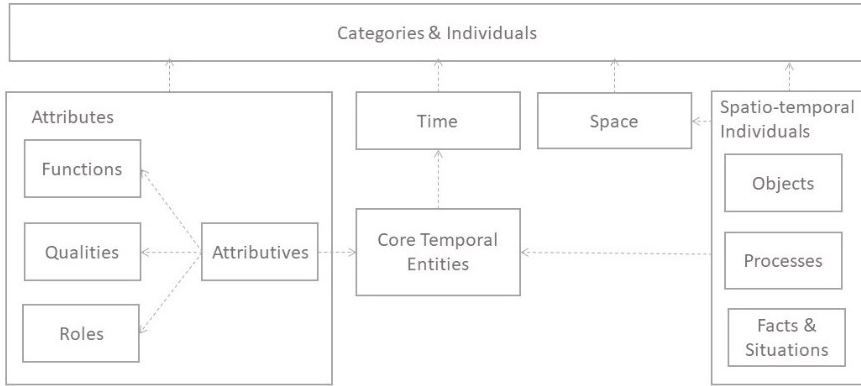 Categories & Individuals
Attributes
Functions
Qualities
Roles
Attributives
Time
Core Temporal
Entities
Space
Spatio-temporal
Individuals
Objects
Processes
Facts &
Situations